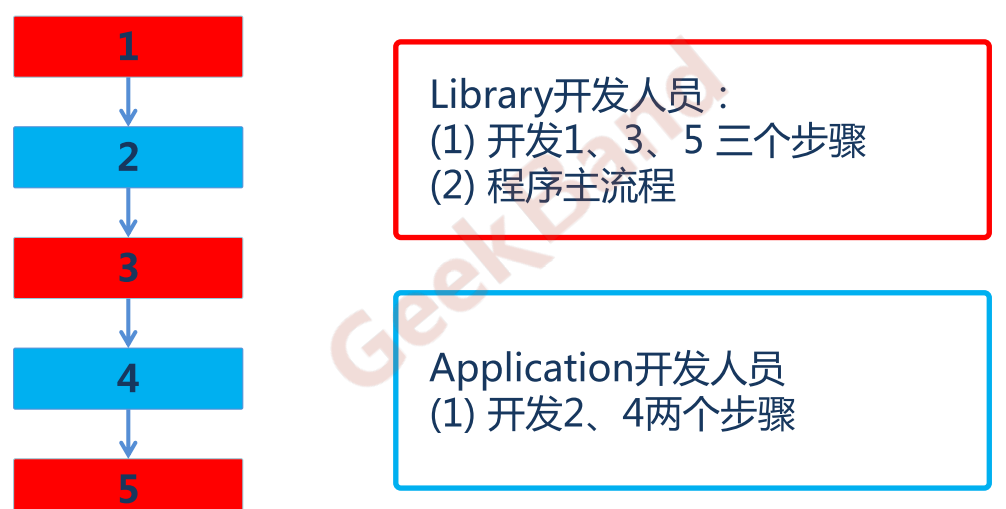 1
2
3
4
5
Library开发人员：
(1) 开发1、3、5 三个步骤
(2) 程序主流程
Application开发人员
(1) 开发2、4两个步骤
GeekBand